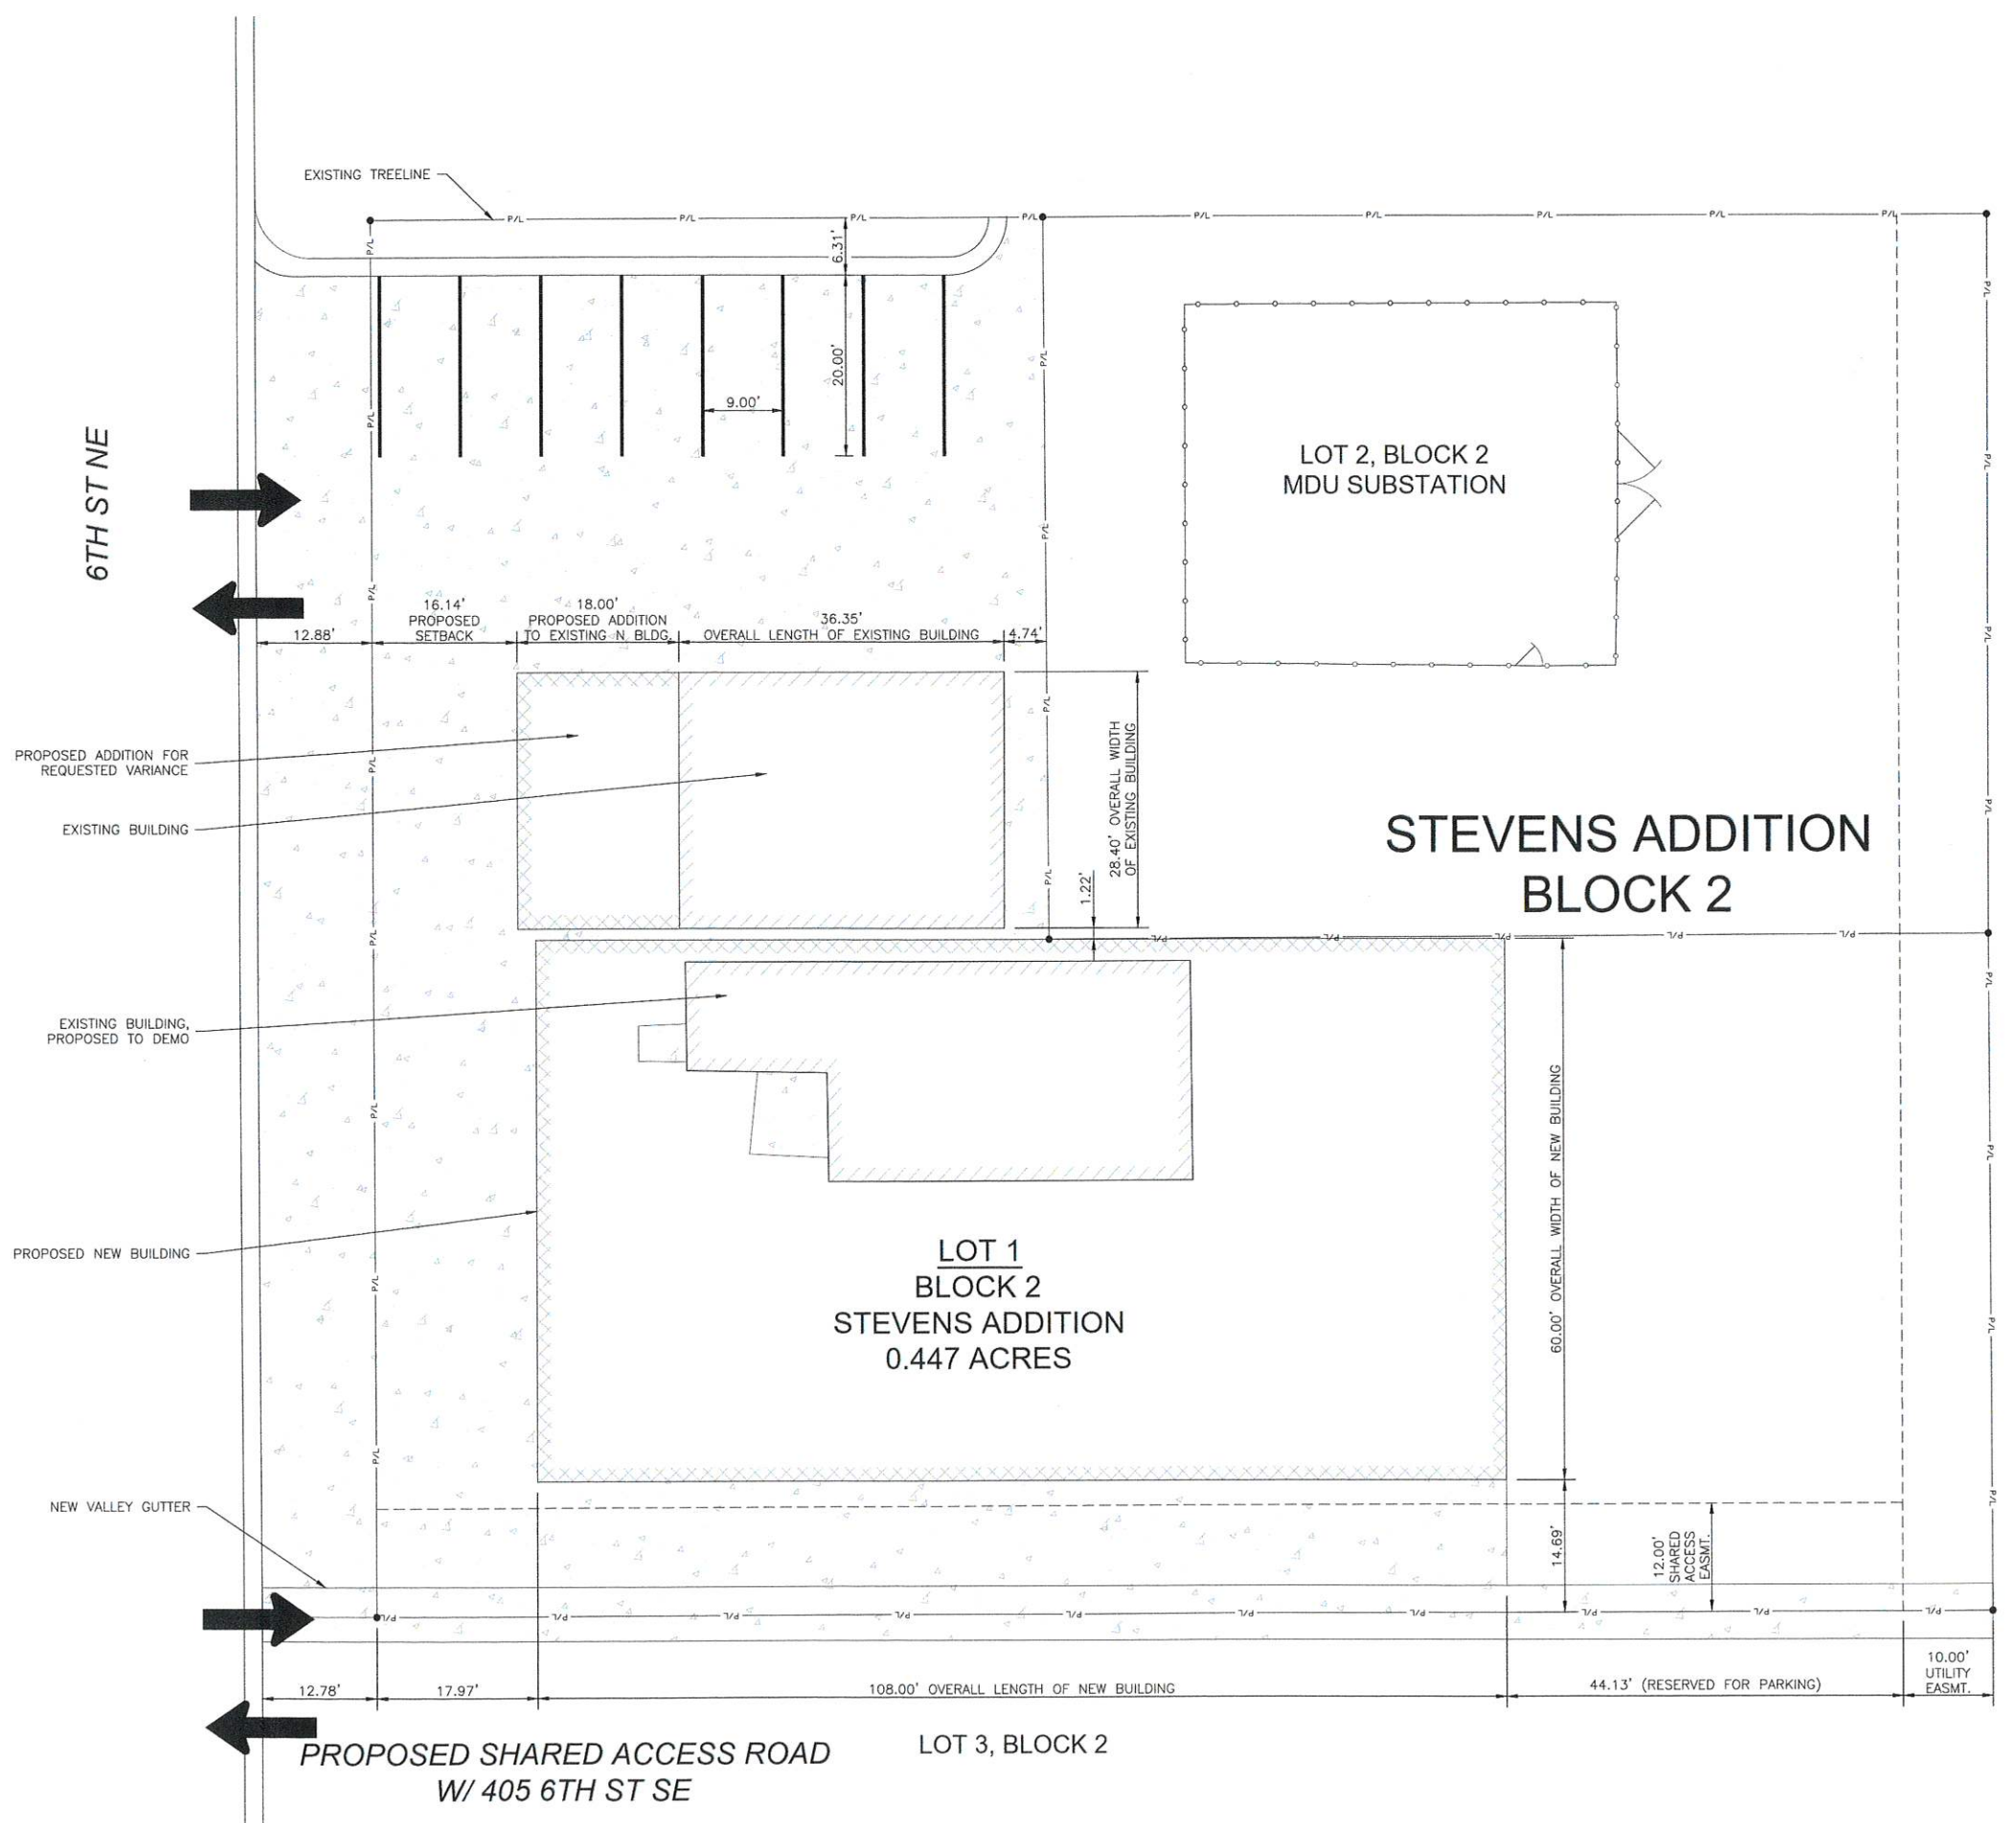 EXISTING TREELINE
P/L P/L P/L P/L P/L P/L P/L P/L P/L
6.31'
20.00'
9.00'
6TH ST NE
LOT 2, BLOCK 2
MDU SUBSTATION
16.14'
PROPOSED
SETBACK
18.00'
PROPOSED ADDITION
TO EXISTING N. BLDG.
36.35'
OVERALL LENGTH OF EXISTING BUILDING
12.88'
4.74'
PROPOSED ADDITION FOR
REQUESTED VARIANCE
EXISTING BUILDING
28.40' OVERALL WIDTH
OF EXISTING BUILDING
1.22'
STEVENS ADDITION
BLOCK 2
P/L P/L P/L P/L P/L
EXISTING BUILDING,
PROPOSED TO DEMO
PROPOSED NEW BUILDING
LOT 1
BLOCK 2
STEVENS ADDITION
0.447 ACRES
60.00' OVERALL WIDTH OF NEW BUILDING
P/L P/L P/L P/L P/L P/L P/L P/L
P/L P/L P/L P/L
P/L P/L P/L P/L P/L P/L P/L P/L
NEW VALLEY GUTTER
14.69'
12.00'
SHARED
ACCESS
EASMT.
P/L P/L P/L P/L P/L P/L P/L P/L P/L P/L
12.78'
17.97'
108.00' OVERALL LENGTH OF NEW BUILDING
44.13' (RESERVED FOR PARKING)
10.00'
UTILITY
EASMT.
PROPOSED SHARED ACCESS ROAD
W/ 405 6TH ST SE
LOT 3, BLOCK 2